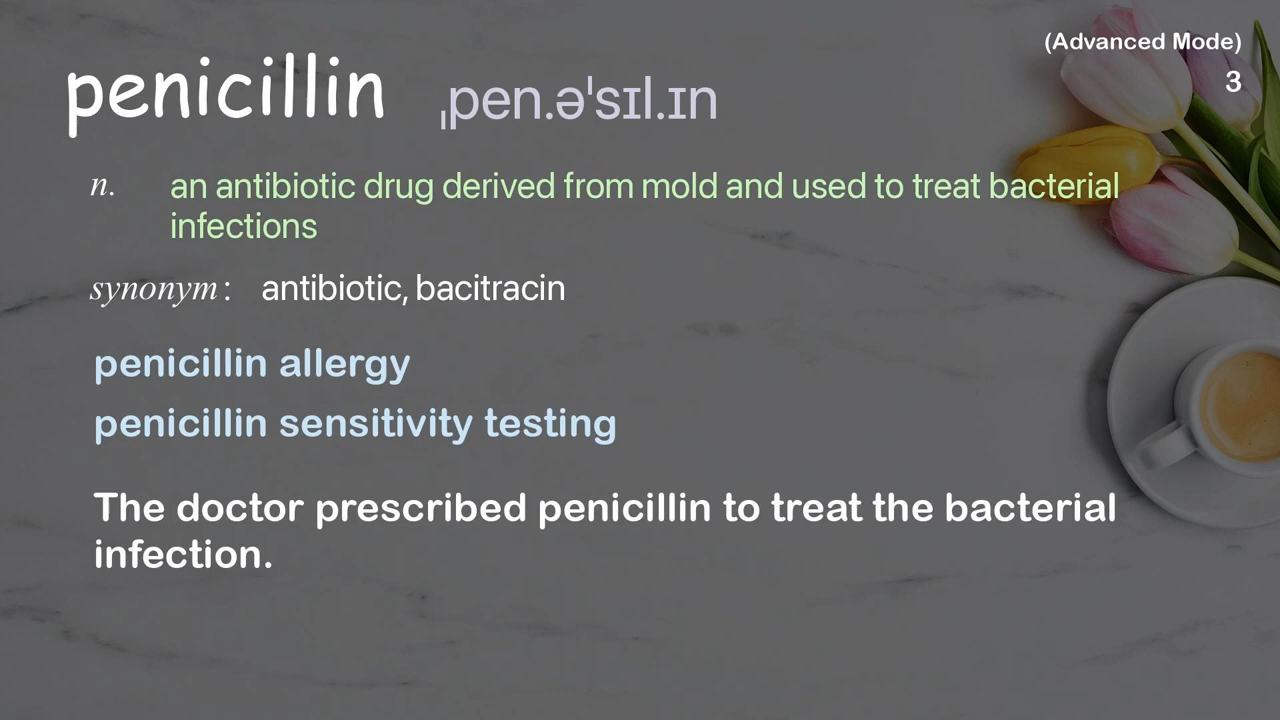 (Advanced Mode)
3
penicillin ˌpen.əˈsɪl.ɪn
n. an antibiotic drug derived from mold and used to treat bacterial
infections
synonym: antibiotic, bacitracin
penicillin allergy
penicillin sensitivity testing
The doctor prescribed penicillin to treat the bacterial
infection.